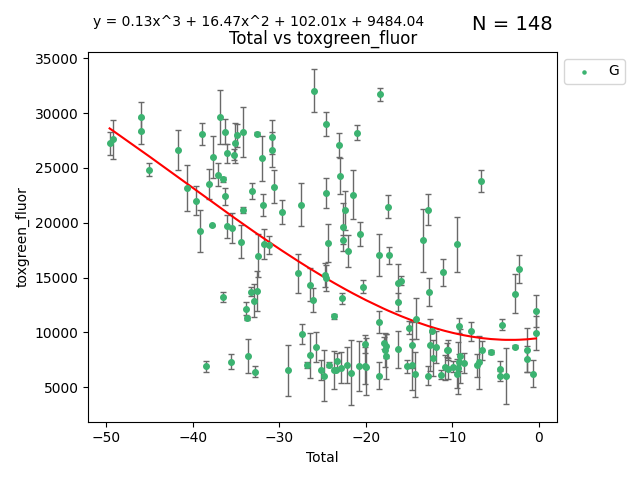 y = 0.13x^3 + 16.47x^2 + 102.01x + 9484.04
N = 148
Total vs toxgreen_fluor
G
35000
30000
25000
20000
15000
10000
5000
toxgreen_fluor
−50 −40 −30 −20 −10 0
Total